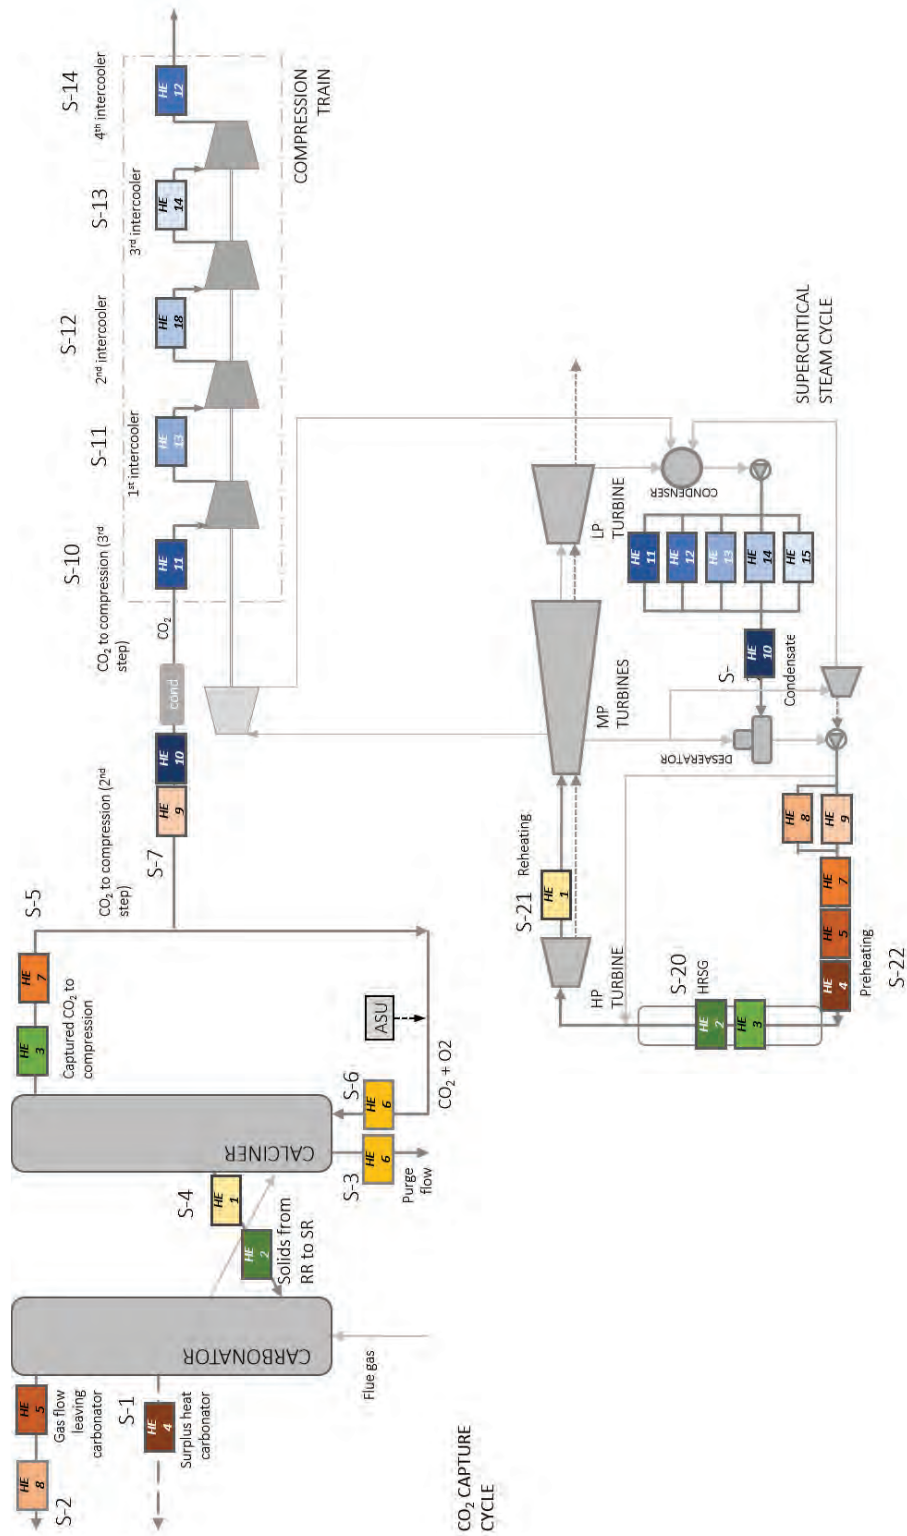 S-2
HE
8
HE
5
Gas flow
leaving
carbonator
S-1
HE
4
Surplus heat
carbonator
CARBONATOR
Flue gas
CO₂ CAPTURE
CYCLE
S-4
HE
1
HE
2
Solids from
RR to SR
CALCINER
S-3
HE
6
Purge
flow
S-6
HE
6
CO₂ + O2
ASU
HE
3
HE
7
S-5
Captured CO₂ to
compression
S-7
CO₂ to compression (2nd
step)
HE
9
HE
10
cond
CO₂
S-10
CO₂ to compression (3rd
step)
HE
11
S-11
1st intercooler
HE
13
S-12
2nd intercooler
HE
18
S-13
3rd intercooler
HE
14
S-14
4th intercooler
HE
12
COMPRESSION
TRAIN
S-20
HRSG
HE
2
HE
3
HP
TURBINE
S-21
Reheating
HE
1
MP
TURBINES
LP
TURBINE
CONDENSER
HE
11
HE
12
HE
13
HE
14
HE
15
S-
HE
10
Condensate
DESAERATOR
HE
8
HE
9
HE
7
HE
5
HE
4
Preheating
S-22
SUPERCRITICAL
STEAM CYCLE